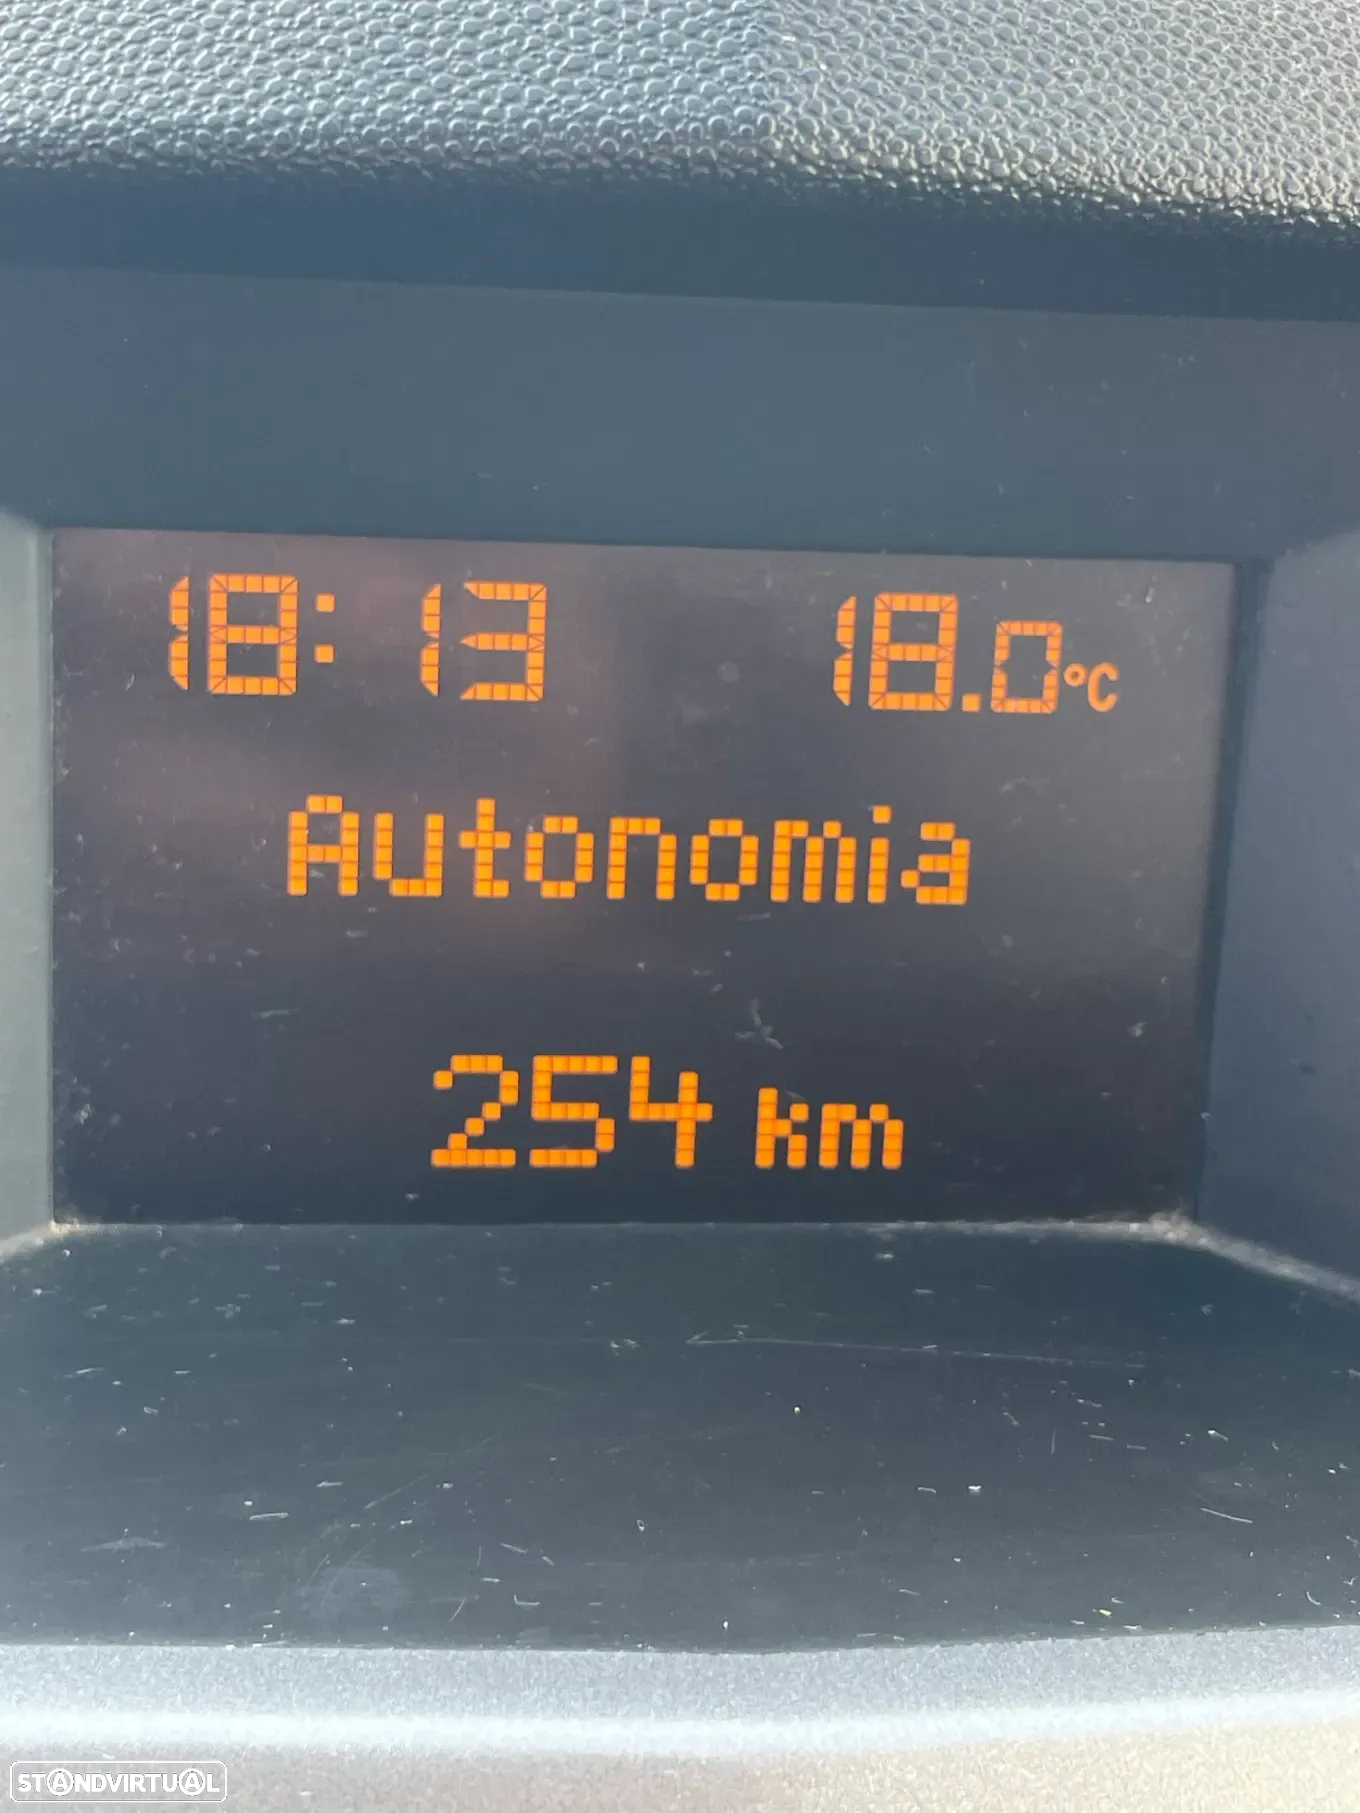 18:13 18.0°C
Autonomia
254 km
STANDVIRTUAL